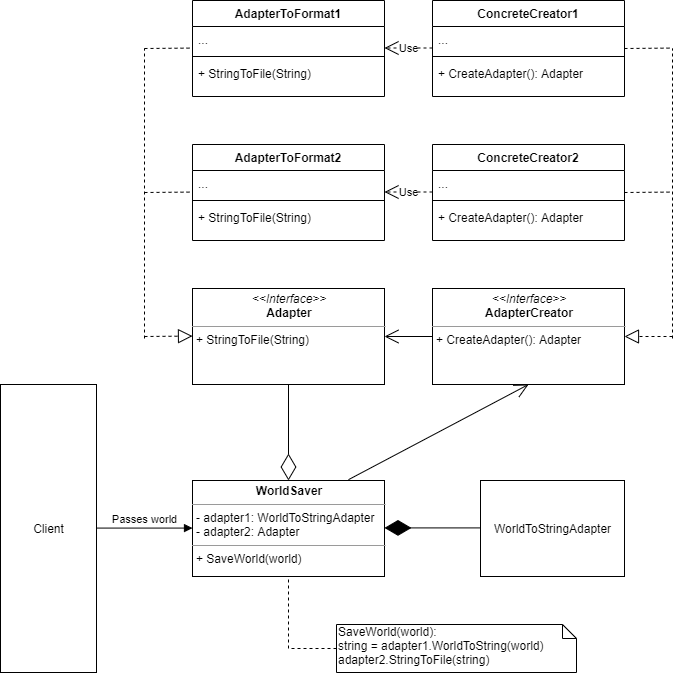 AdapterToFormat1
...
+ StringToFile(String)
ConcreteCreator1
...
+ CreateAdapter(): Adapter
Use
AdapterToFormat2
...
+ StringToFile(String)
ConcreteCreator2
...
+ CreateAdapter(): Adapter
Use
<<Interface>>
Adapter
+ StringToFile(String)
<<Interface>>
AdapterCreator
+ CreateAdapter(): Adapter
Client
Passes world
WorldSaver
- adapter1: WorldToStringAdapter
- adapter2: Adapter
+ SaveWorld(world)
WorldToStringAdapter
SaveWorld(world):
string = adapter1.WorldToString(world)
adapter2.StringToFile(string)